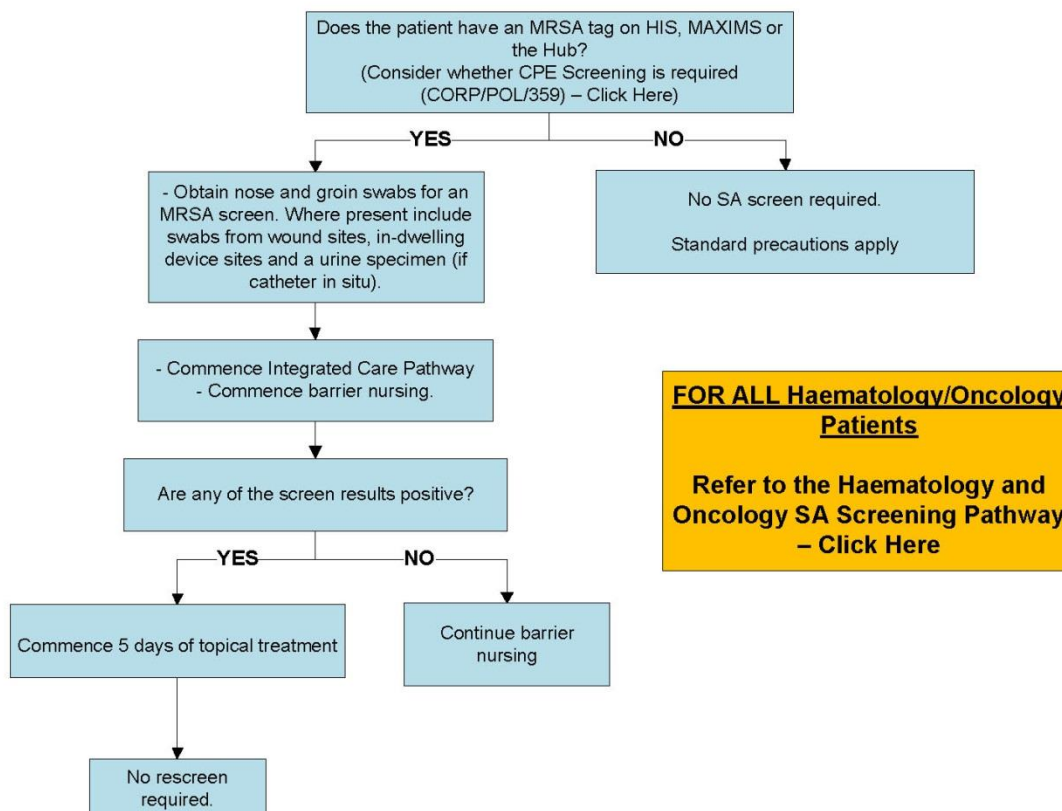 Does the patient have an MRSA tag on HIS, MAXIMS or
the Hub?
(Consider whether CPE Screening is required
(CORP/POL/359) – Click Here)
YES
NO
- Obtain nose and groin swabs for an
MRSA screen. Where present include
swabs from wound sites, in-dwelling
device sites and a urine specimen (if
catheter in situ).
No SA screen required.
Standard precautions apply
- Commence Integrated Care Pathway
- Commence barrier nursing.
FOR ALL Haematology/Oncology
Patients
Refer to the Haematology and
Oncology SA Screening Pathway
– Click Here
Are any of the screen results positive?
YES
NO
Commence 5 days of topical treatment
Continue barrier
nursing
No rescreen
required.